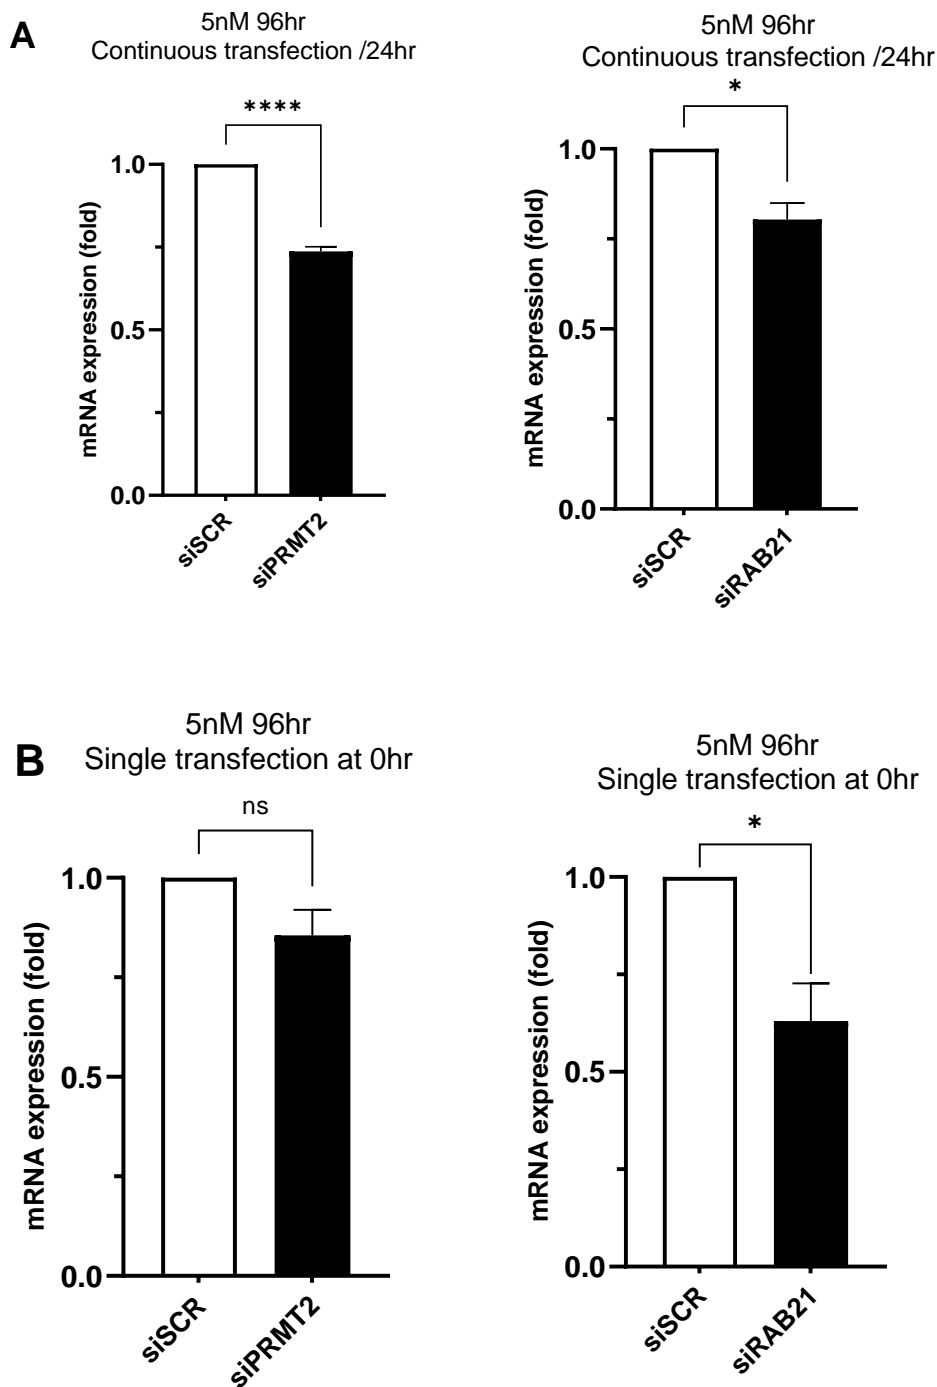 A
5nM 96hr
Continuous transfection /24hr
****
mRNA expression (fold)
1.0
0.5
0.0
siSCR
siPRMT2
5nM 96hr
Continuous transfection /24hr
*
mRNA expression (fold)
1.0
0.5
0.0
siSCR
siRAB21
B
5nM 96hr
Single transfection at 0hr
ns
mRNA expression (fold)
1.0
0.5
0.0
siSCR
siPRMT2
5nM 96hr
Single transfection at 0hr
*
mRNA expression (fold)
1.0
0.5
0.0
siSCR
siRAB21